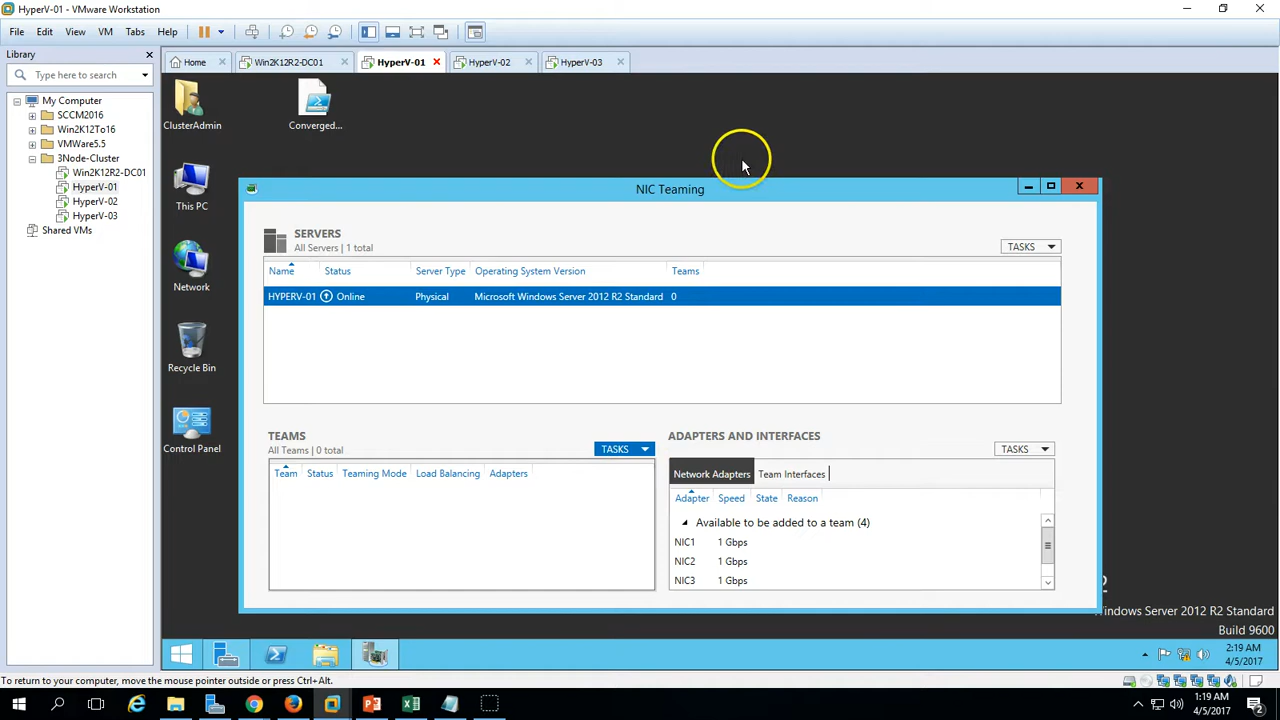 HyperV-01 - VMware Workstation
File Edit View VM Tabs Help
Library
Type here to search
My Computer
SCCM2016
Win2K12To16
VMWare5.5
3Node-Cluster
Win2K12R2-DC01
HyperV-01
HyperV-02
HyperV-03
Shared VMs
Home Win2K12R2-DC01 HyperV-01 HyperV-02 HyperV-03
ClusterAdmin
Converged...
This PC
Network
Recycle Bin
Control Panel
NIC Teaming
SERVERS
All Servers | 1 total
TASKS
Name Status Server Type Operating System Version Teams
HYPERV-01 Online Physical Microsoft Windows Server 2012 R2 Standard 0
TEAMS
All Teams | 0 total
TASKS
Team Status Teaming Mode Load Balancing Adapters
ADAPTERS AND INTERFACES
TASKS
Network Adapters Team Interfaces
Adapter Speed State Reason
Available to be added to a team (4)
NIC1 1 Gbps
NIC2 1 Gbps
NIC3 1 Gbps
indows Server 2012 R2 Standard
Build 9600
2:19 AM
4/5/2017
To return to your computer, move the mouse pointer outside or press Ctrl+Alt.
1:19 AM
4/5/2017
2